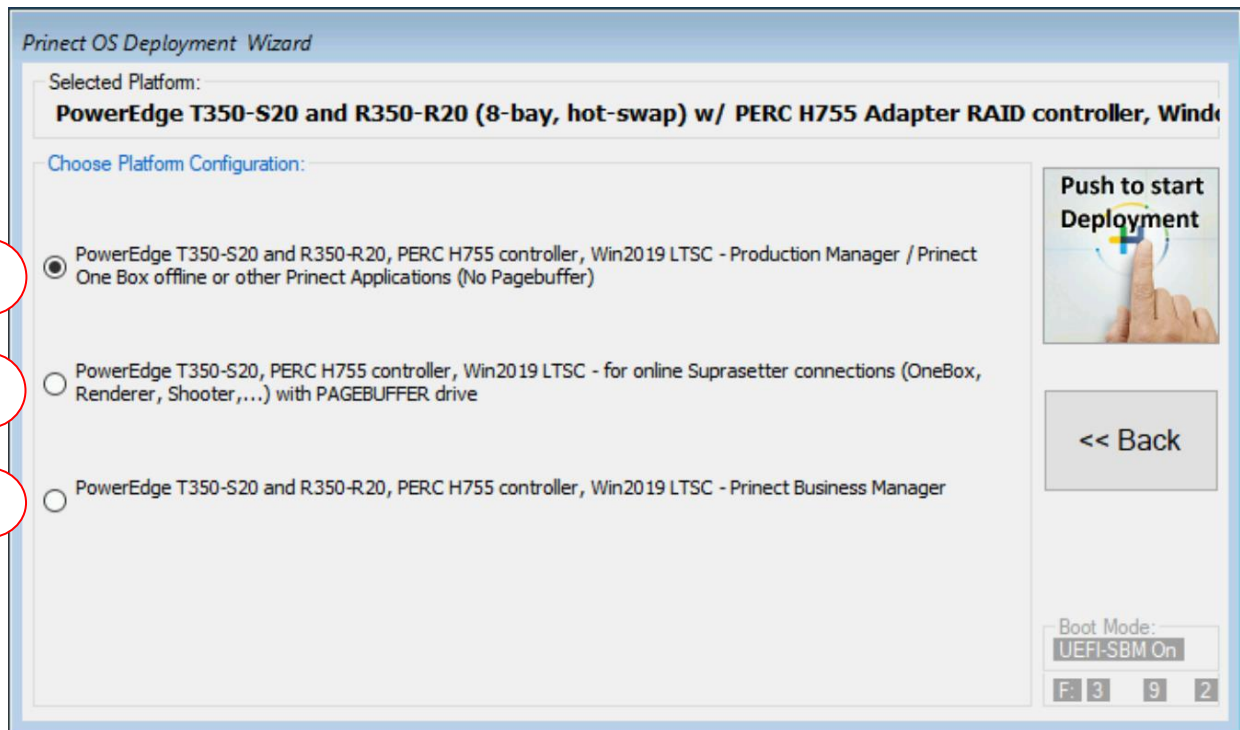 Prinect OS Deployment Wizard
Selected Platform:
PowerEdge T350-S20 and R350-R20 (8-bay, hot-swap) w/ PERC H755 Adapter RAID controller, Windo
Choose Platform Configuration:
Push to start
Deployment
PowerEdge T350-S20 and R350-R20, PERC H755 controller, Win2019 LTSC - Production Manager / Prinect
One Box offline or other Prinect Applications (No Pagebuffer)
PowerEdge T350-S20, PERC H755 controller, Win2019 LTSC - for online Suprasetter connections (OneBox,
Renderer, Shooter,...) with PAGEBUFFER drive
<< Back
PowerEdge T350-S20 and R350-R20, PERC H755 controller, Win2019 LTSC - Prinect Business Manager
Boot Mode:
UEFI-SBM On
F: 3 9 2